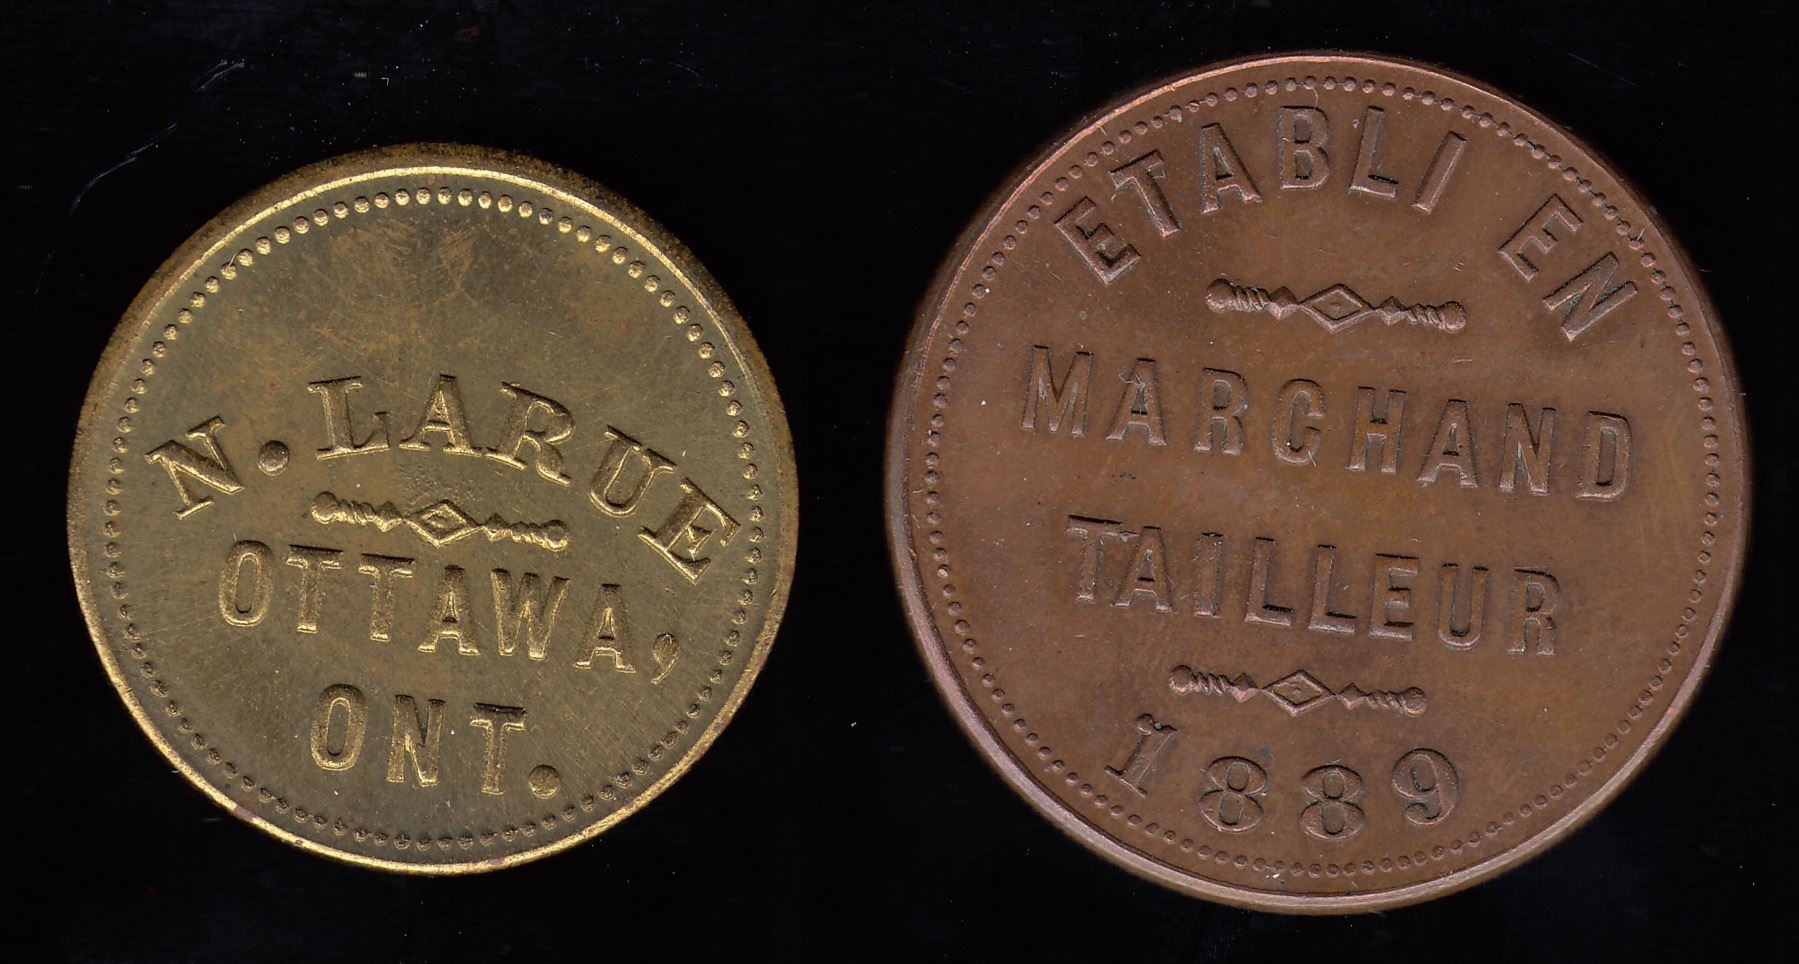 N. LARUE
OTTAWA,
ONT.
ETABLI EN
MARCHAND
TAILLEUR
1889